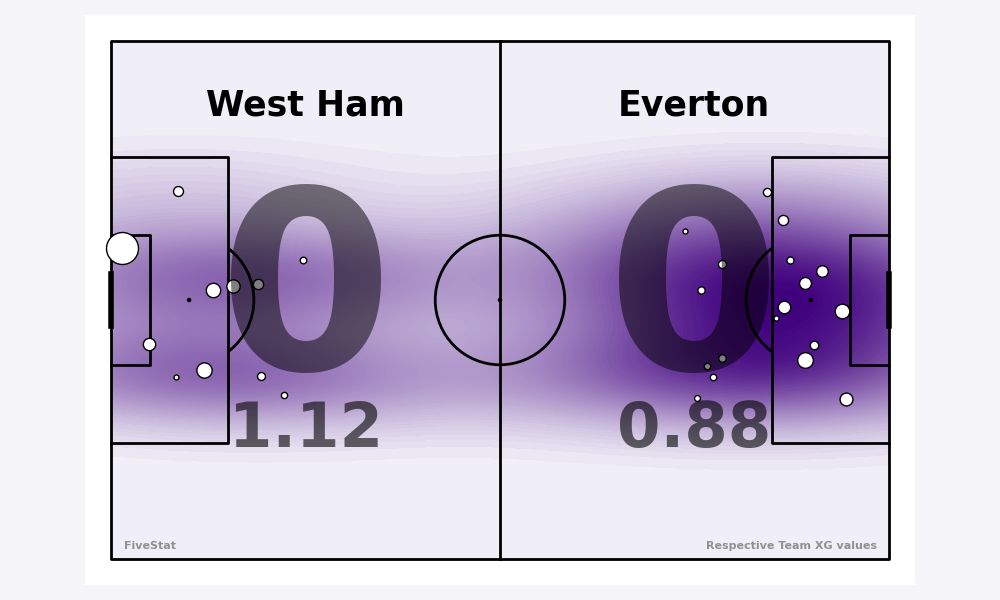 West Ham
Everton
0
0
1.12
0.88
FiveStat
Respective Team XG values